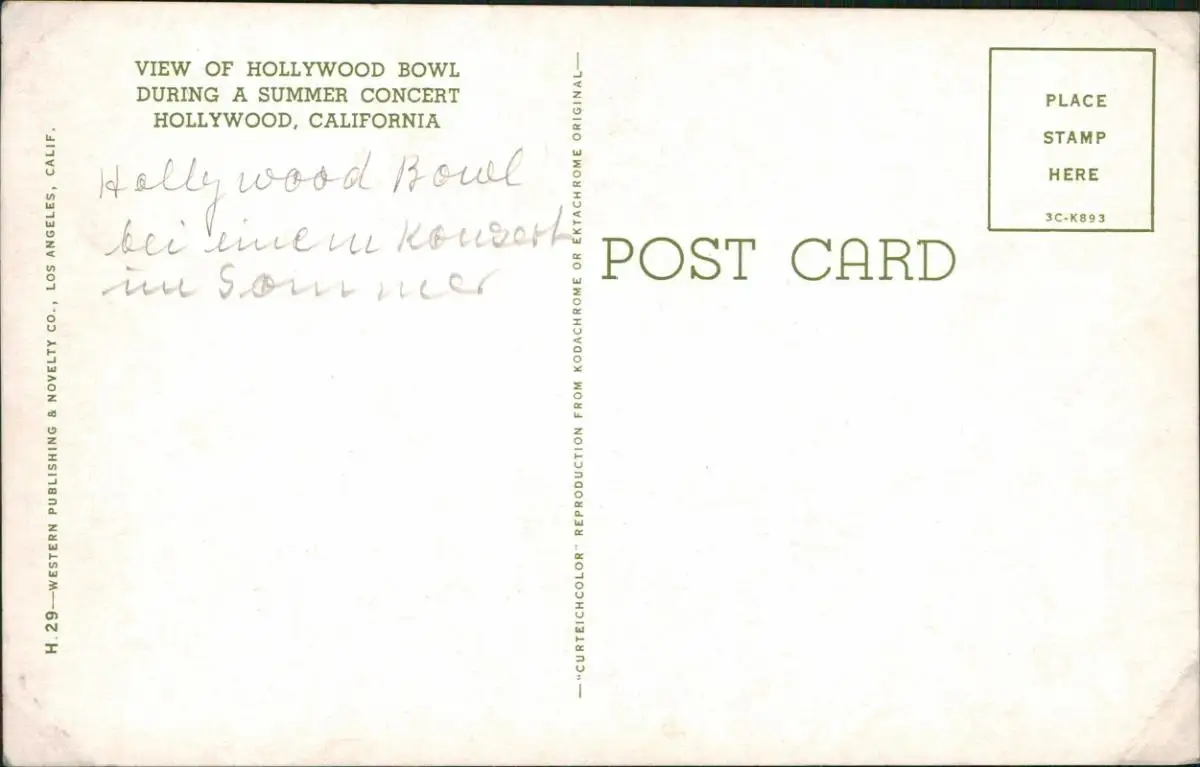 VIEW OF HOLLYWOOD BOWL
DURING A SUMMER CONCERT
HOLLYWOOD, CALIFORNIA
Hollywood Bowl
bei einem Konzert
im Sommer
H.29—WESTERN PUBLISHING & NOVELTY CO., LOS ANGELES, CALIF.
—"CURTEICHCOLOR" REPRODUCTION FROM KODACHROME OR EKTACHROME ORIGINAL—
POST CARD
PLACE
STAMP
HERE
3C-K893